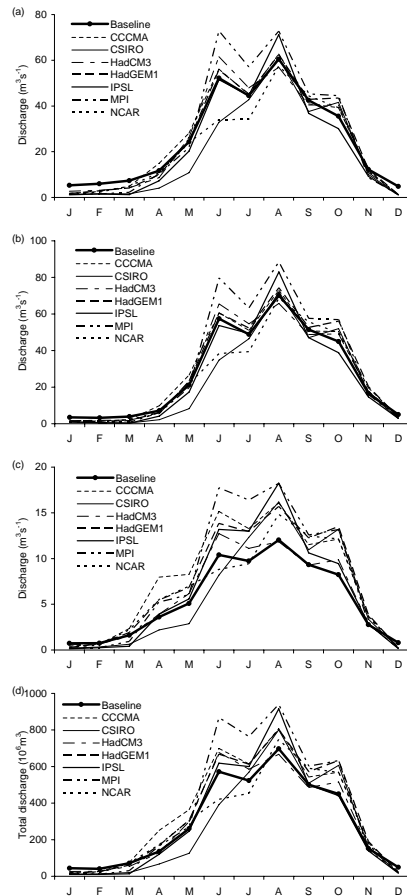 (a)
80
60
40
20
0
Discharge (m³s⁻¹)
Baseline
CCCMA
CSIRO
HadCM3
HadGEM1
IPSL
MPI
NCAR
J F M A M J J A S O N D
(b)
100
80
60
40
20
0
Discharge (m³s⁻¹)
Baseline
CCCMA
CSIRO
HadCM3
HadGEM1
IPSL
MPI
NCAR
J F M A M J J A S O N D
(c)
20
15
10
5
0
Discharge (m³s⁻¹)
Baseline
CCCMA
CSIRO
HadCM3
HadGEM1
IPSL
MPI
NCAR
J F M A M J J A S O N D
(d)
1000
800
600
400
200
0
Total discharge (10⁶m³)
Baseline
CCCMA
CSIRO
HadCM3
HadGEM1
IPSL
MPI
NCAR
J F M A M J J A S O N D